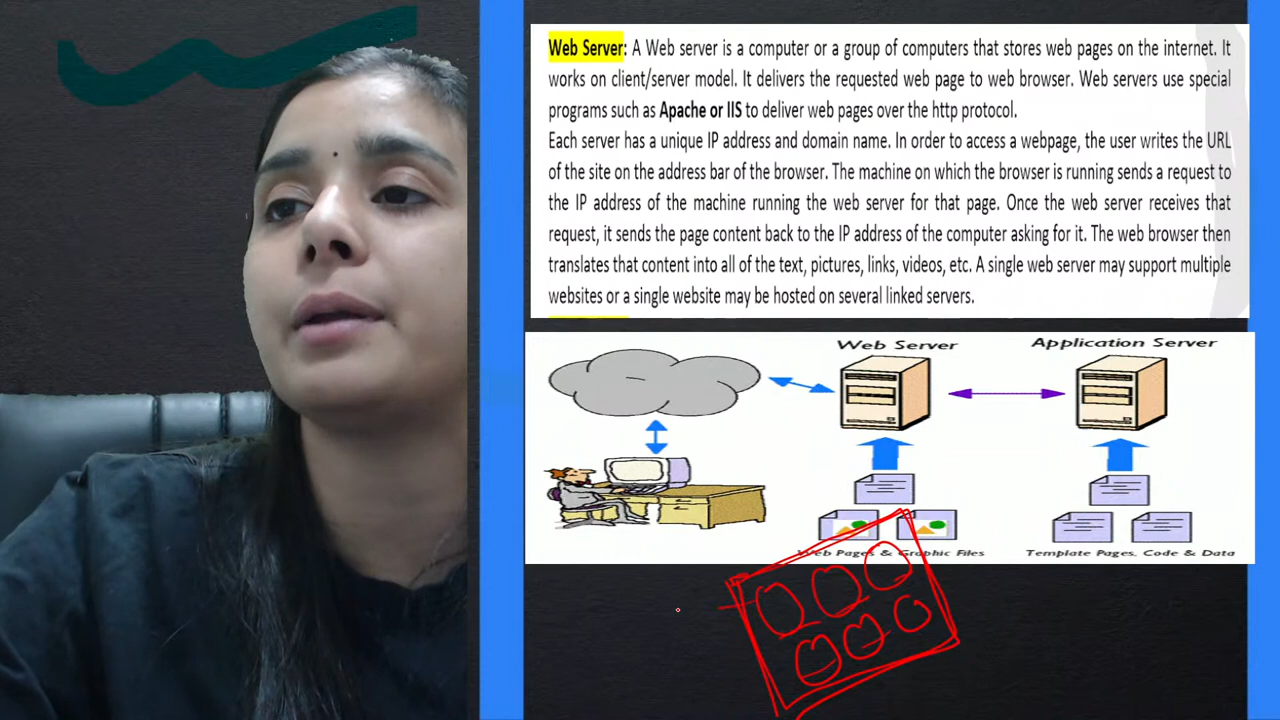 Web Server: A Web server is a computer or a group of computers that stores web pages on the internet. It
works on client/server model. It delivers the requested web page to web browser. Web servers use special
programs such as Apache or IIS to deliver web pages over the http protocol.
Each server has a unique IP address and domain name. In order to access a webpage, the user writes the URL
of the site on the address bar of the browser. The machine on which the browser is running sends a request to
the IP address of the machine running the web server for that page. Once the web server receives that
request, it sends the page content back to the IP address of the computer asking for it. The web browser then
translates that content into all of the text, pictures, links, videos, etc. A single web server may support multiple
websites or a single website may be hosted on several linked servers.
Web Server
Application Server
Web Pages & Graphic Files
Template Pages, Code & Data